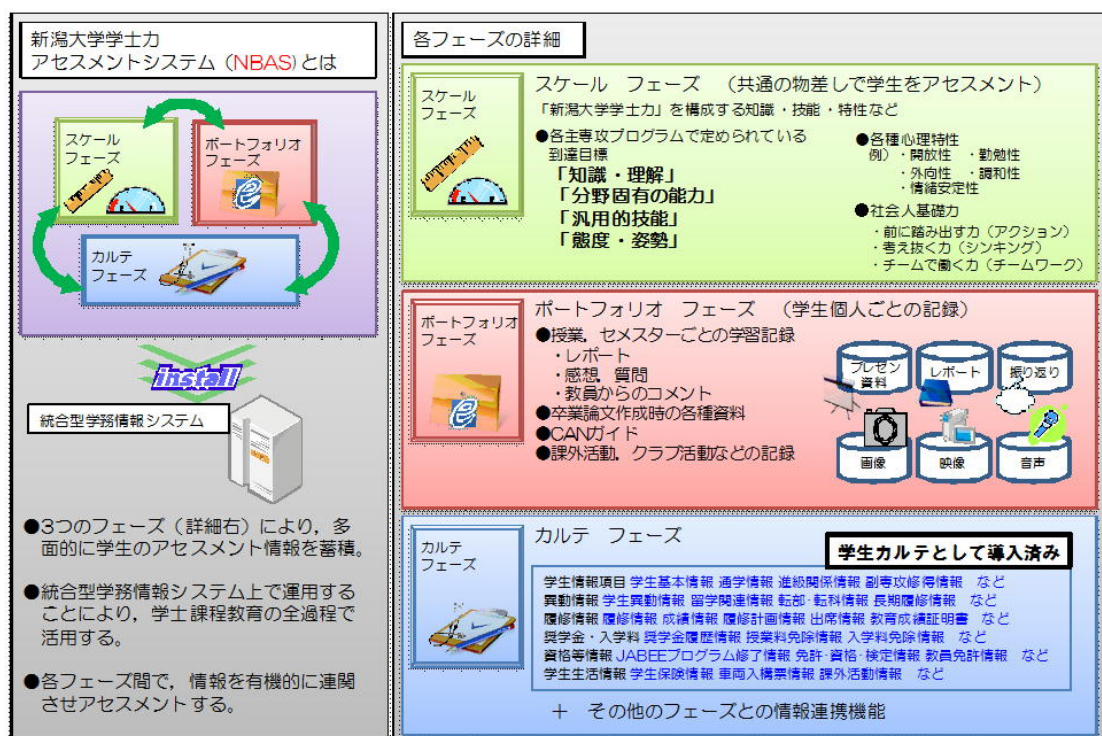 新潟大学学士力
アセスメントシステム（NBAS）とは
スケール
フェーズ
ポートフォリオ
フェーズ
カルテ
フェーズ
install
統合型学務情報システム
●3つのフェーズ（詳細右）により，多
面的に学生のアセスメント情報を蓄積。
●統合型学務情報システム上で運用する
ことにより，学士課程教育の全過程で
活用する。
●各フェーズ間で，情報を有機的に連関
させアセスメントする。
各フェーズの詳細
スケール
フェーズ
スケール　フェーズ　（共通の物差しで学生をアセスメント）
「新潟大学学士力」を構成する知識・技能・特性など
●各主専攻プログラムで定められている
到達目標
「知識・理解」
「分野固有の能力」
「汎用的技能」
「態度・姿勢」
●各種心理特性
例）・開放性　・勤勉性
・外向性　・調和性
・情緒安定性
●社会人基礎力
・前に踏み出す力（アクション）
・考え抜く力（シンキング）
・チームで働く力（チームワーク）
ポートフォリオ
フェーズ
ポートフォリオ　フェーズ　（学生個人ごとの記録）
●授業，セメスターごとの学習記録
・レポート
・感想，質問
・教員からのコメント
●卒業論文作成時の各種資料
●CANガイド
●課外活動，クラブ活動などの記録
プレゼン
資料
レポート
振り返り
画像
映像
音声
カルテ
フェーズ
カルテ　フェーズ
学生カルテとして導入済み
学生情報項目 学生基本情報 通学情報 進級関係情報 副専攻修得情報　など
異動情報 学生異動情報 留学関連情報 転部・転科情報 長期履修情報　など
履修情報 履修情報 成績情報 履修計画情報 出席情報 教育成績証明書　など
奨学金・入学料 奨学金履歴情報 授業料免除情報 入学料免除情報　など
資格等情報 JABEEプログラム修了情報 免許・資格・検定情報 教員免許情報　など
学生生活情報 学生保険情報 車両入構票情報 課外活動情報　など
＋　その他のフェーズとの情報連携機能